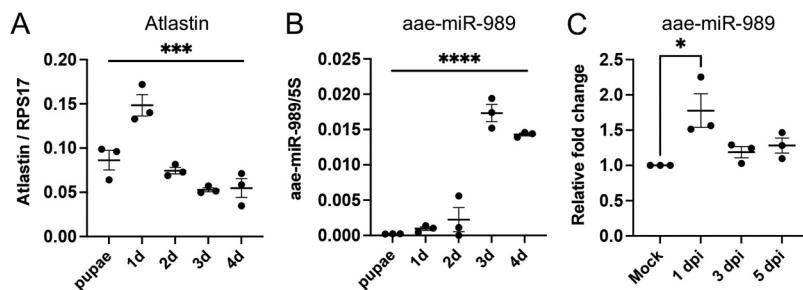 A
Atlastin
***
Atlastin / RPS17
0.20
0.15
0.10
0.05
0.00
pupae
1d
2d
3d
4d
B
aae-miR-989
****
aae-miR-989/5S
0.025
0.020
0.015
0.010
0.005
0.000
pupae
1d
2d
3d
4d
C
aae-miR-989
*
Relative fold change
2.5
2.0
1.5
1.0
0.5
0.0
Mock
1 dpi
3 dpi
5 dpi